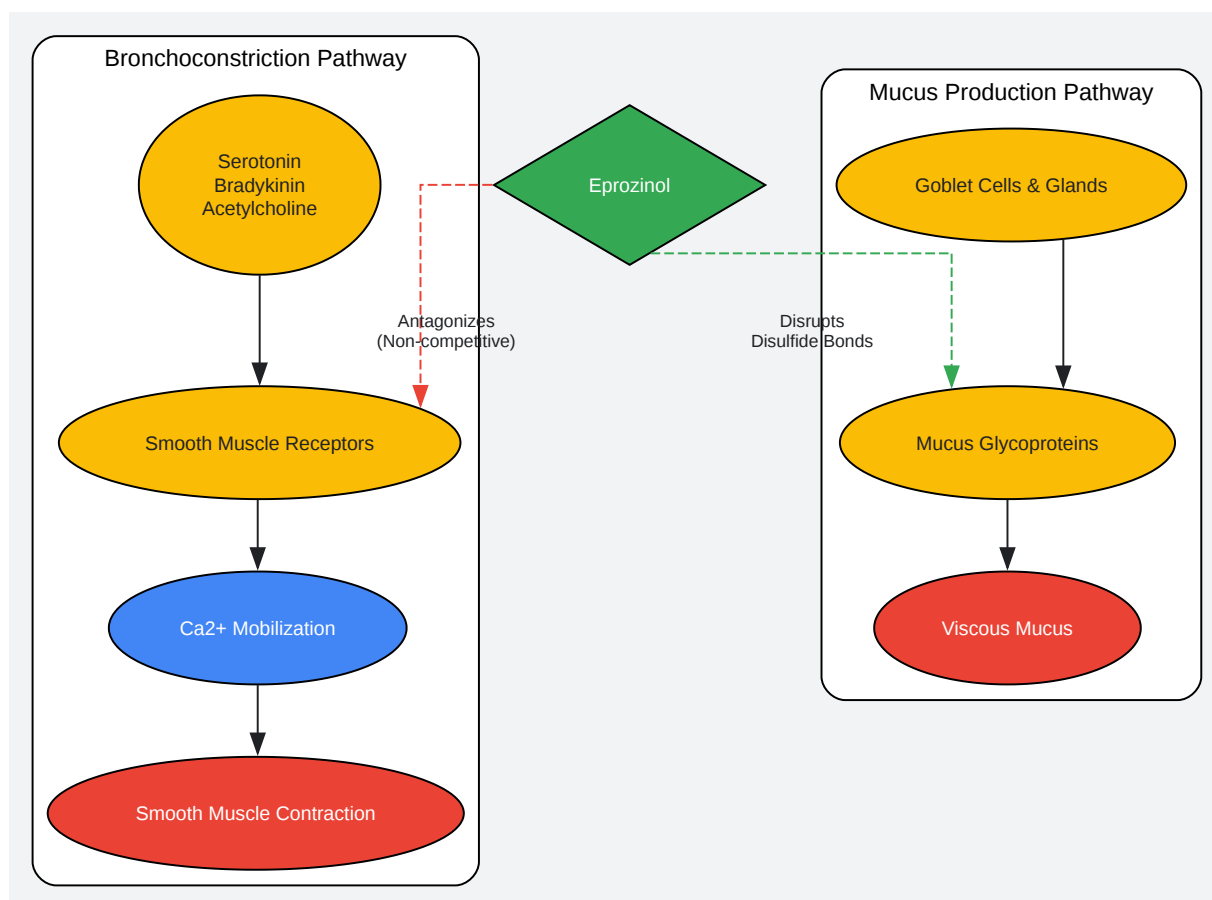 Bronchoconstriction Pathway
Serotonin
Bradykinin
Acetylcholine
Smooth Muscle Receptors
Ca2+ Mobilization
Smooth Muscle Contraction
Eprozinol
Antagonizes
(Non-competitive)
Disrupts
Disulfide Bonds
Mucus Production Pathway
Goblet Cells & Glands
Mucus Glycoproteins
Viscous Mucus